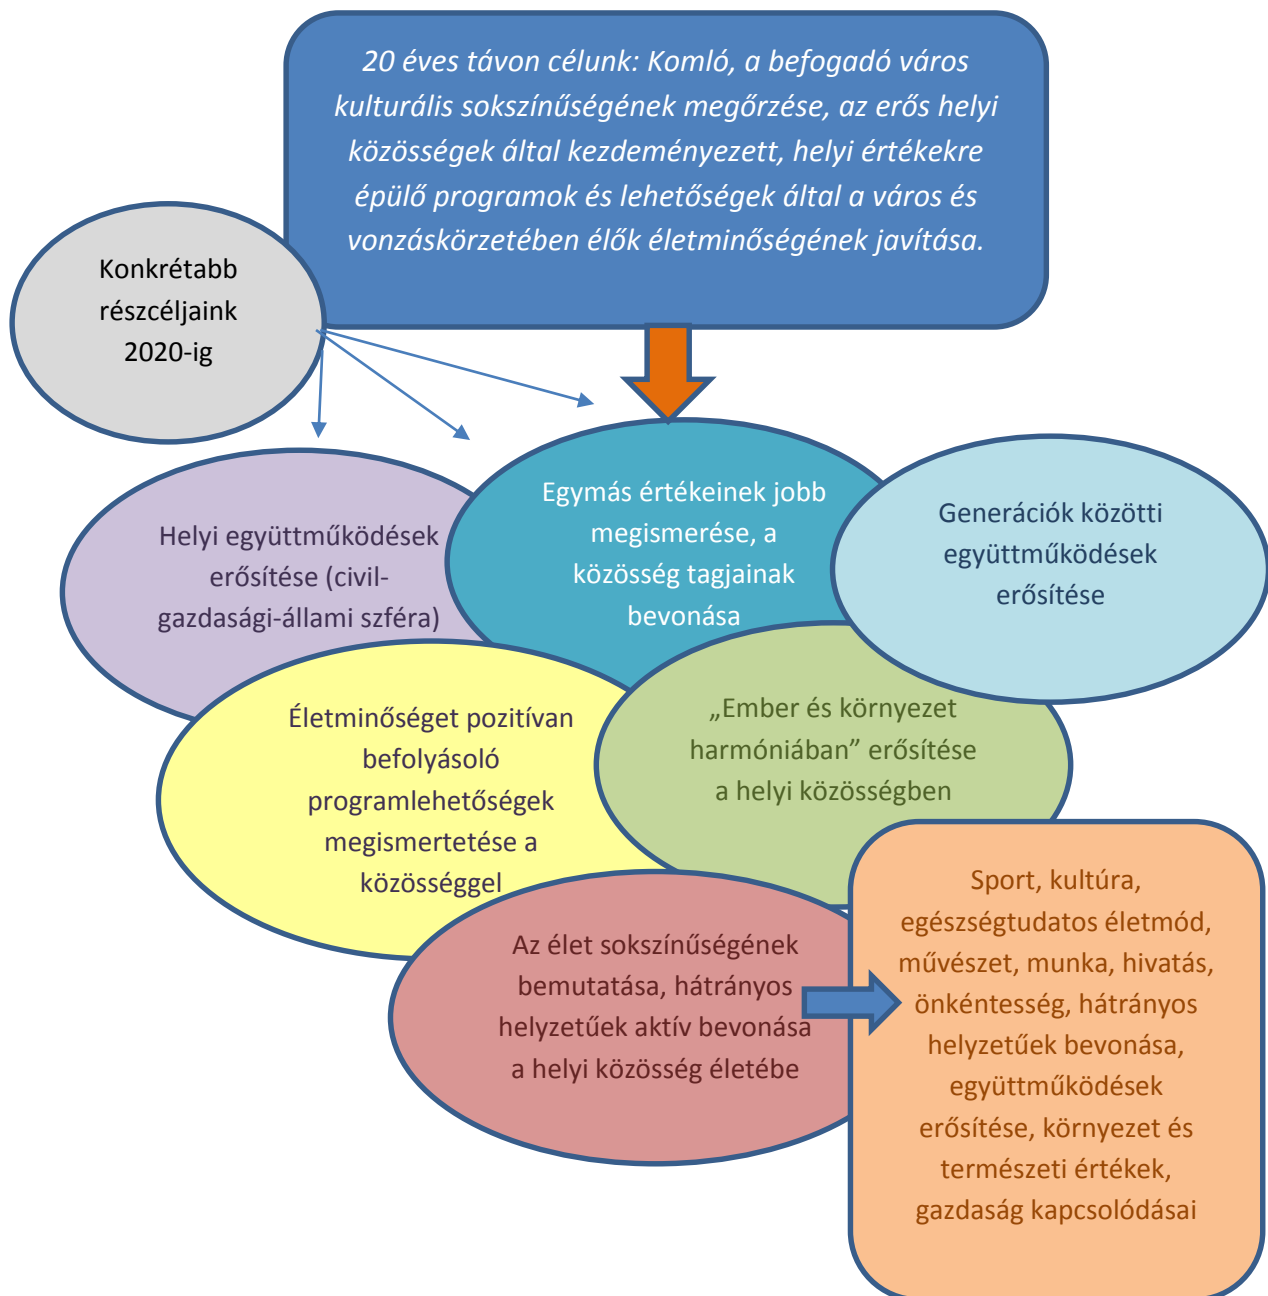 20 éves távon célunk: Komló, a befogadó város
kulturális sokszínűségének megőrzése, az erős helyi
közösségek által kezdeményezett, helyi értékekre
épülő programok és lehetőségek által a város és
vonzáskörzetében élők életminőségének javítása.
Konkrétabb
részcéljaink
2020-ig
Helyi együttműködések
erősítése (civil-
gazdasági-állami szféra)
Egymás értékeinek jobb
megismerése, a
közösség tagjainak
bevonása
Generációk közötti
együttműködések
erősítése
Életminőséget pozitívan
befolyásoló
programlehetőségek
megismertetése a
közösséggel
„Ember és környezet
harmóniában” erősítése
a helyi közösségben
Az élet sokszínűségének
bemutatása, hátrányos
helyzetűek aktív bevonása
a helyi közösség életébe
Sport, kultúra,
egészségtudatos életmód,
művészet, munka, hivatás,
önkéntesség, hátrányos
helyzetűek bevonása,
együttműködések
erősítése, környezet és
természeti értékek,
gazdaság kapcsolódásai